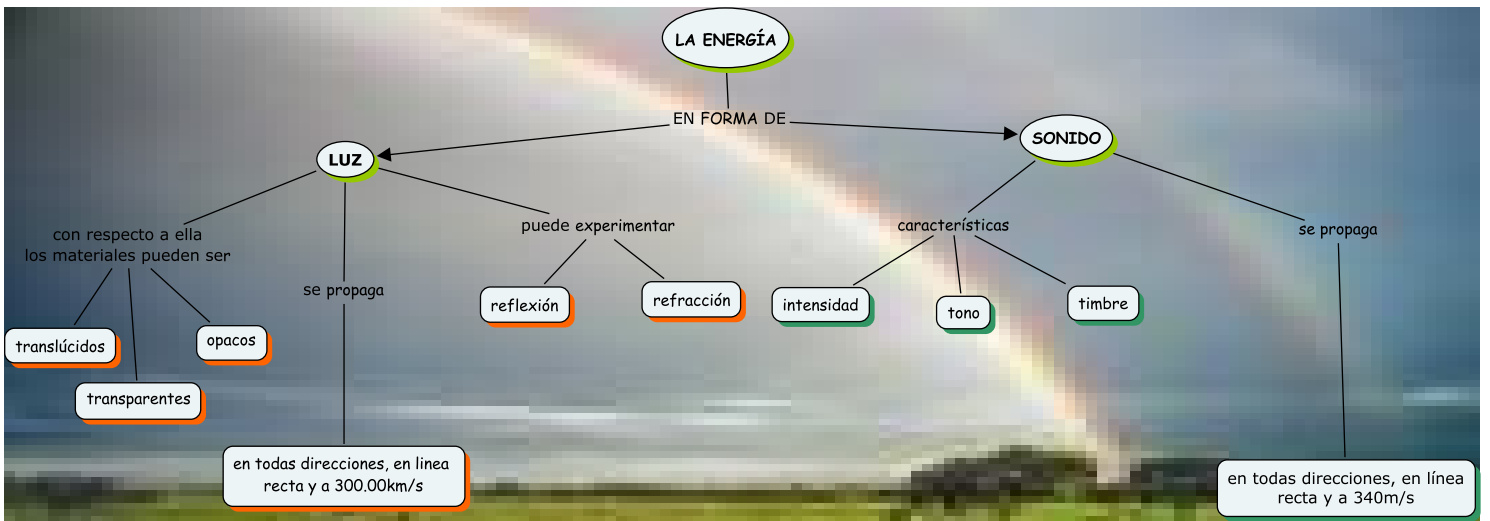 LA ENERGÍA
EN FORMA DE
LUZ
con respecto a ella
los materiales pueden ser
translúcidos
transparentes
opacos
se propaga
en todas direcciones, en linea
recta y a 300.00km/s
puede experimentar
reflexión
refracción
SONIDO
características
intensidad
tono
timbre
se propaga
en todas direcciones, en línea
recta y a 340m/s